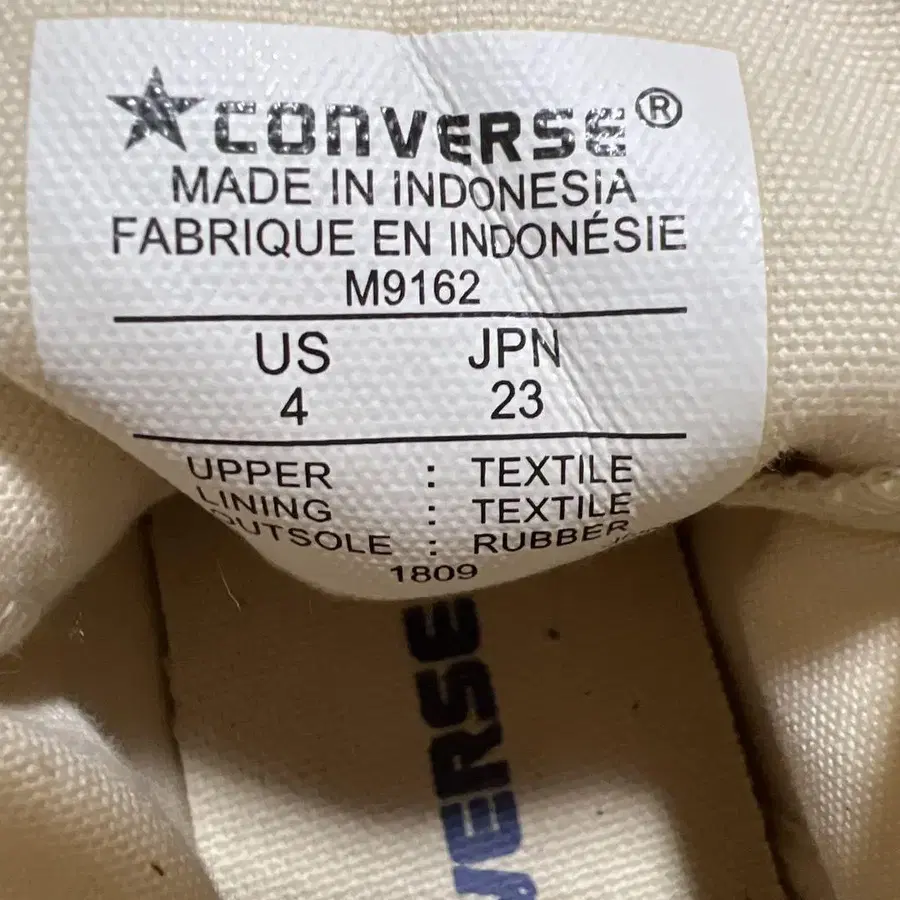 CONVERSE®
MADE IN INDONESIA
FABRIQUE EN INDONÉSIE
M9162
US JPN
4 23
UPPER : TEXTILE
LINING : TEXTILE
OUTSOLE : RUBBER
1809
VERSE